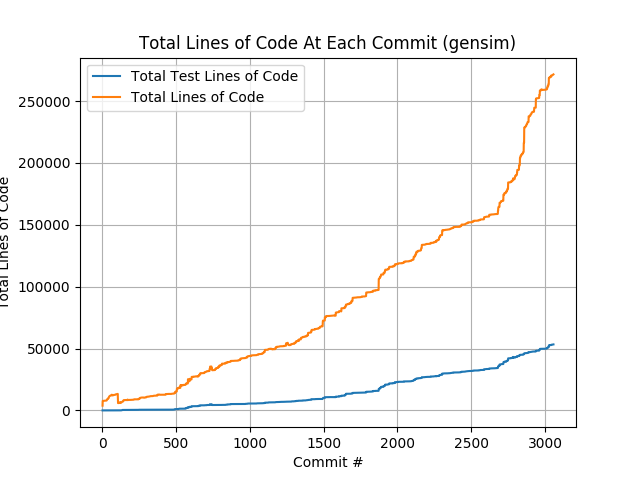 Total Lines of Code At Each Commit (gensim)
Total Test Lines of Code
Total Lines of Code
250000
200000
150000
100000
50000
0
Total Lines of Code
0 500 1000 1500 2000 2500 3000
Commit #